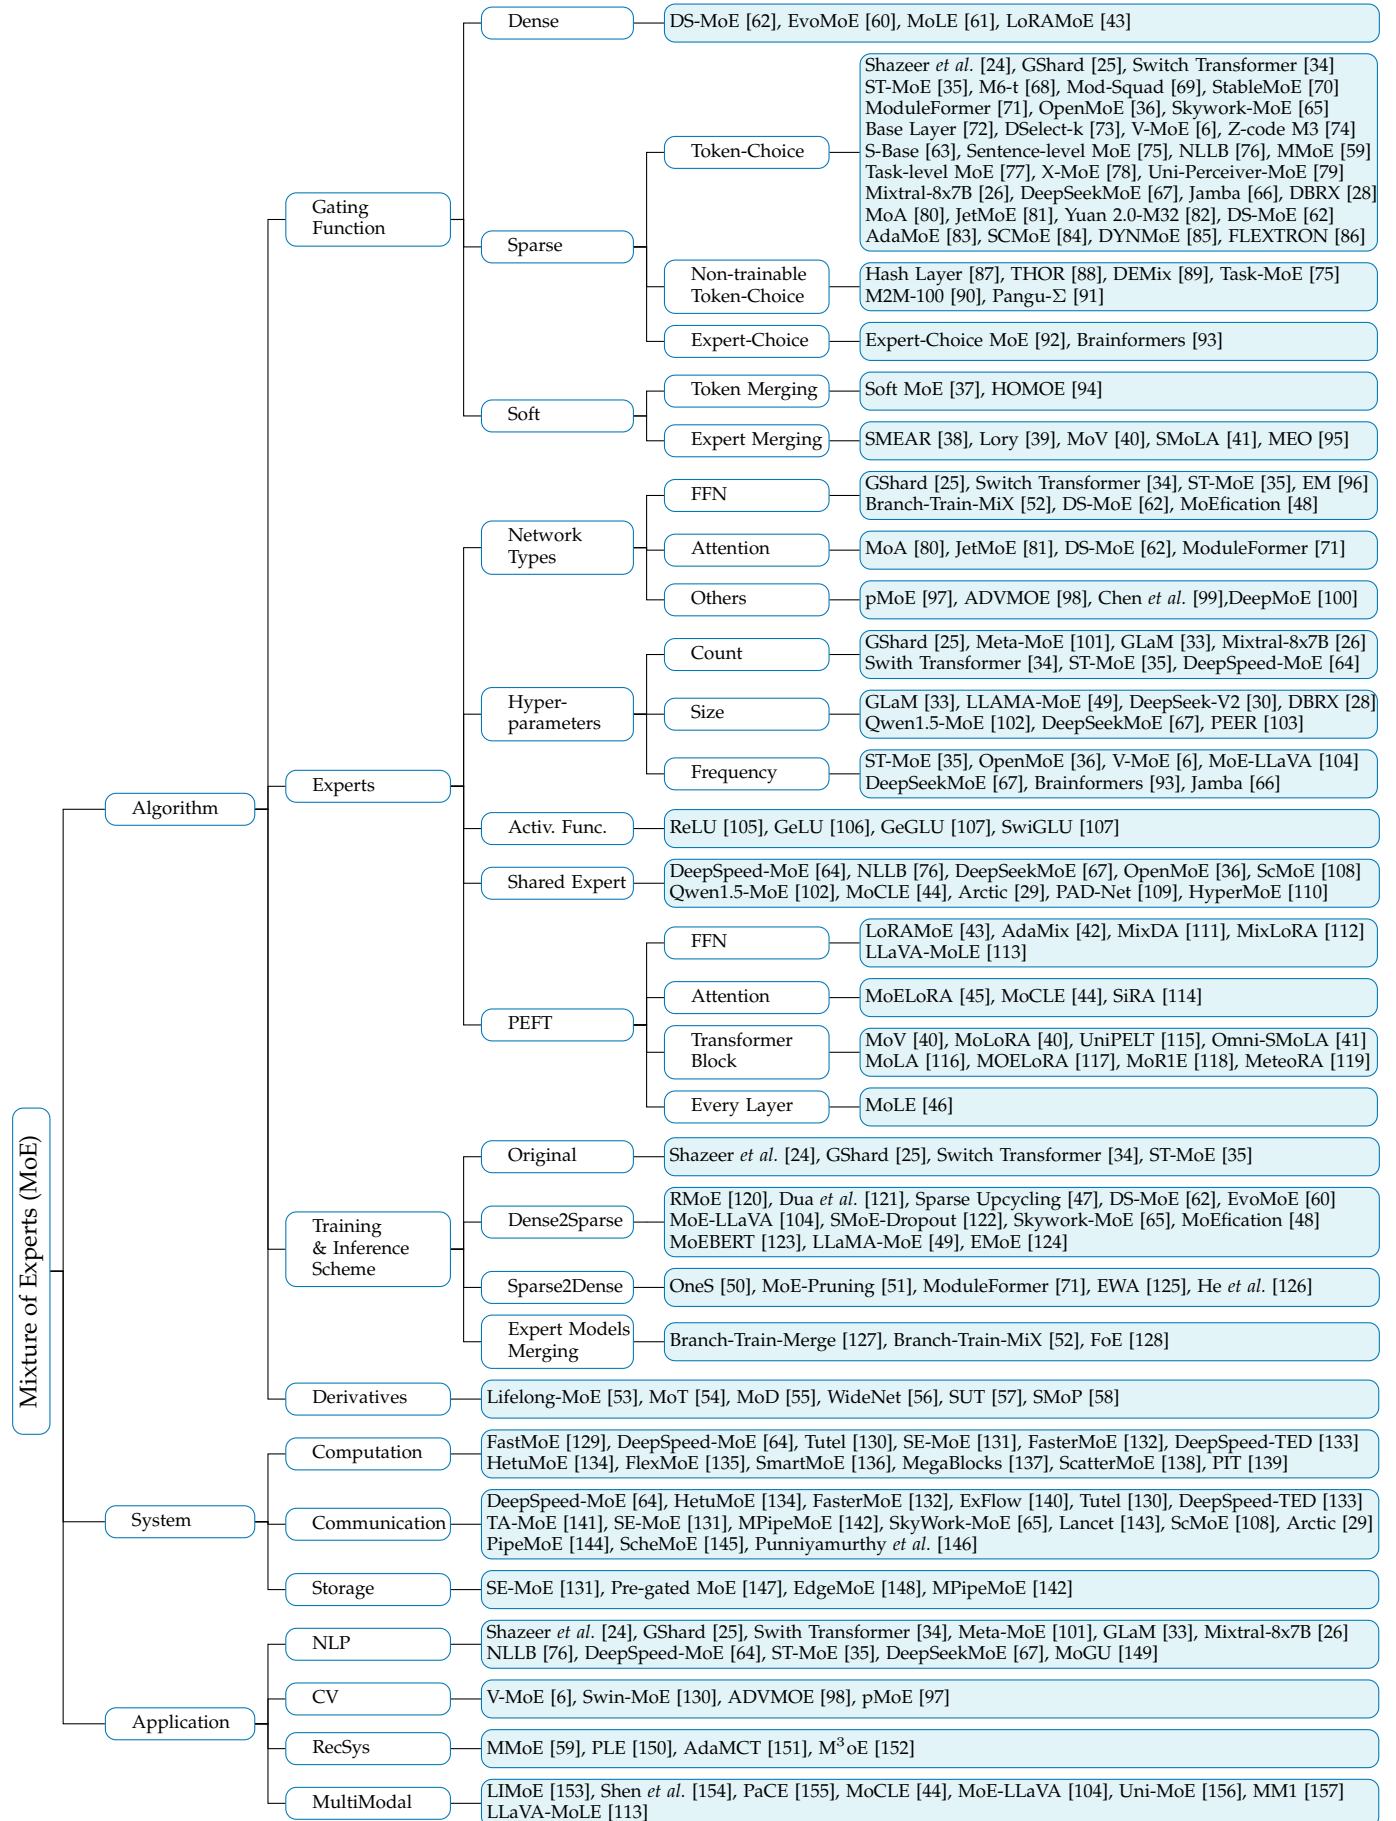 Dense
DS-MoE [62], EvoMoE [60], MoLE [61], LoRAMoE [43]
Shazeer et al. [24], GShard [25], Switch Transformer [34]
ST-MoE [35], M6-t [68], Mod-Squad [69], StableMoE [70]
ModuleFormer [71], OpenMoE [36], Skywork-MoE [65]
Base Layer [72], DSelect-k [73], V-MoE [6], Z-code M3 [74]
Token-Choice
S-Base [63], Sentence-level MoE [75], NLLB [76], MMoE [59]
Task-level MoE [77], X-MoE [78], Uni-Perceiver-MoE [79]
Mixtral-8x7B [26], DeepSeekMoE [67], Jamba [66], DBRX [28]
MoA [80], JetMoE [81], Yuan 2.0-M32 [82], DS-MoE [62]
AdaMoE [83], SCMoE [84], DYNMoE [85], FLEXTRON [86]
Gating
Function
Sparse
Non-trainable
Token-Choice
Hash Layer [87], THOR [88], DEMix [89], Task-MoE [75]
M2M-100 [90], Pangu-Σ [91]
Expert-Choice
Expert-Choice MoE [92], Brainformers [93]
Token Merging
Soft MoE [37], HOMOE [94]
Soft
Expert Merging
SMEAR [38], Lory [39], MoV [40], SMoLA [41], MEO [95]
FFN
GShard [25], Switch Transformer [34], ST-MoE [35], EM [96]
Branch-Train-MiX [52], DS-MoE [62], MoEfication [48]
Network
Types
Attention
MoA [80], JetMoE [81], DS-MoE [62], ModuleFormer [71]
Others
pMoE [97], ADVMOE [98], Chen et al. [99],DeepMoE [100]
Count
GShard [25], Meta-MoE [101], GLaM [33], Mixtral-8x7B [26]
Swith Transformer [34], ST-MoE [35], DeepSpeed-MoE [64]
Hyper-
parameters
Size
GLaM [33], LLAMA-MoE [49], DeepSeek-V2 [30], DBRX [28]
Qwen1.5-MoE [102], DeepSeekMoE [67], PEER [103]
Frequency
ST-MoE [35], OpenMoE [36], V-MoE [6], MoE-LLaVA [104]
DeepSeekMoE [67], Brainformers [93], Jamba [66]
Experts
Algorithm
Activ. Func.
ReLU [105], GeLU [106], GeGLU [107], SwiGLU [107]
Shared Expert
DeepSpeed-MoE [64], NLLB [76], DeepSeekMoE [67], OpenMoE [36], ScMoE [108]
Qwen1.5-MoE [102], MoCLE [44], Arctic [29], PAD-Net [109], HyperMoE [110]
FFN
LoRAMoE [43], AdaMix [42], MixDA [111], MixLoRA [112]
LLaVA-MoLE [113]
Attention
MoELoRA [45], MoCLE [44], SiRA [114]
PEFT
Transformer
Block
MoV [40], MoLoRA [40], UniPELT [115], Omni-SMoLA [41]
MoLA [116], MOELoRA [117], MoR1E [118], MeteoRA [119]
Every Layer
MoLE [46]
Mixture of Experts (MoE)
Original
Shazeer et al. [24], GShard [25], Switch Transformer [34], ST-MoE [35]
Training
& Inference
Scheme
Dense2Sparse
RMoE [120], Dua et al. [121], Sparse Upcycling [47], DS-MoE [62], EvoMoE [60]
MoE-LLaVA [104], SMoE-Dropout [122], Skywork-MoE [65], MoEfication [48]
MoEBERT [123], LLaMA-MoE [49], EMoE [124]
Sparse2Dense
OneS [50], MoE-Pruning [51], ModuleFormer [71], EWA [125], He et al. [126]
Expert Models
Merging
Branch-Train-Merge [127], Branch-Train-MiX [52], FoE [128]
Derivatives
Lifelong-MoE [53], MoT [54], MoD [55], WideNet [56], SUT [57], SMoP [58]
Computation
FastMoE [129], DeepSpeed-MoE [64], Tutel [130], SE-MoE [131], FasterMoE [132], DeepSpeed-TED [133]
HetuMoE [134], FlexMoE [135], SmartMoE [136], MegaBlocks [137], ScatterMoE [138], PIT [139]
System
Communication
DeepSpeed-MoE [64], HetuMoE [134], FasterMoE [132], ExFlow [140], Tutel [130], DeepSpeed-TED [133]
TA-MoE [141], SE-MoE [131], MPipeMoE [142], SkyWork-MoE [65], Lancet [143], ScMoE [108], Arctic [29]
PipeMoE [144], ScheMoE [145], Punniyamurthy et al. [146]
Storage
SE-MoE [131], Pre-gated MoE [147], EdgeMoE [148], MPipeMoE [142]
NLP
Shazeer et al. [24], GShard [25], Swith Transformer [34], Meta-MoE [101], GLaM [33], Mixtral-8x7B [26]
NLLB [76], DeepSpeed-MoE [64], ST-MoE [35], DeepSeekMoE [67], MoGU [149]
CV
V-MoE [6], Swin-MoE [130], ADVMOE [98], pMoE [97]
Application
RecSys
MMoE [59], PLE [150], AdaMCT [151], M³oE [152]
MultiModal
LIMoE [153], Shen et al. [154], PaCE [155], MoCLE [44], MoE-LLaVA [104], Uni-MoE [156], MM1 [157]
LLaVA-MoLE [113]